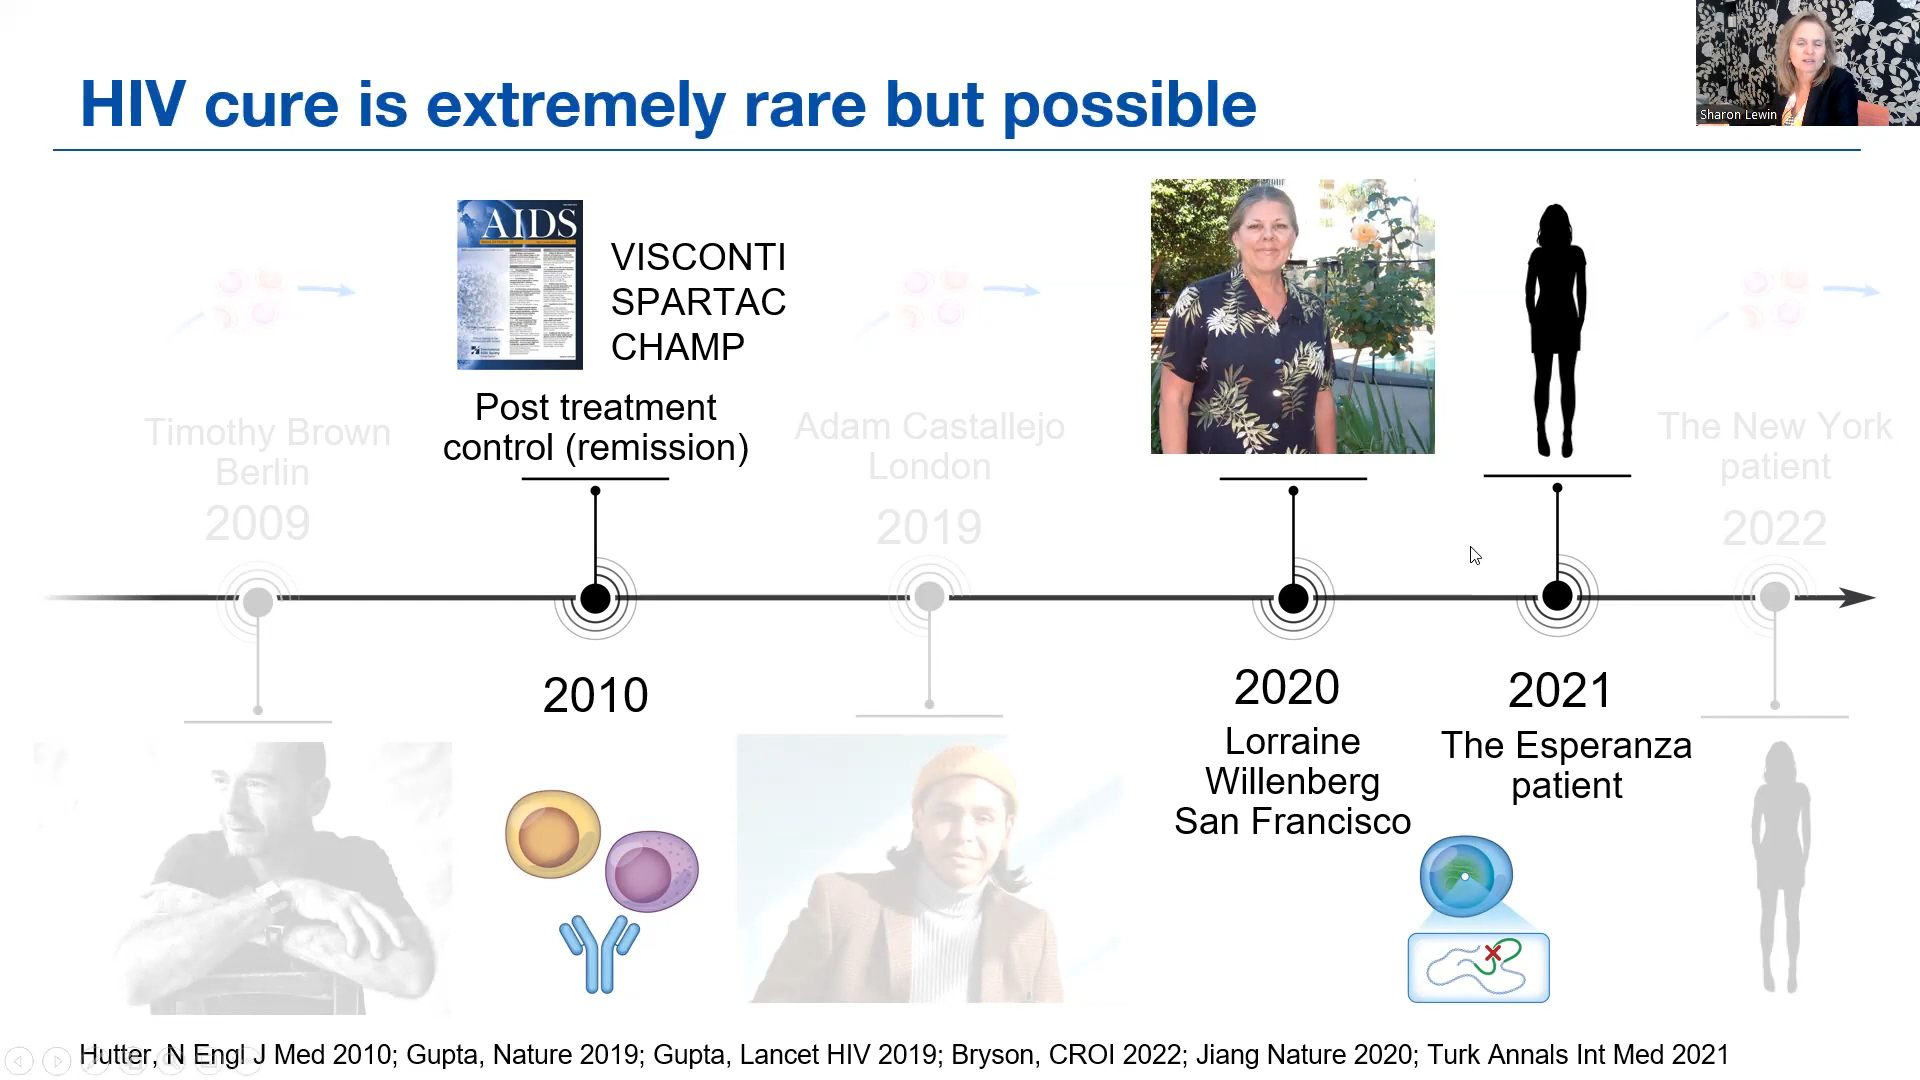 HIV cure is extremely rare but possible
Sharon Lewin
AIDS
VISCONTI
SPARTAC
CHAMP
Post treatment
control (remission)
Timothy Brown
Berlin
2009
Adam Castallejo
London
2019
The New York
patient
2022
2010
2020
Lorraine
Willenberg
San Francisco
2021
The Esperanza
patient
Hutter, N Engl J Med 2010; Gupta, Nature 2019; Gupta, Lancet HIV 2019; Bryson, CROI 2022; Jiang Nature 2020; Turk Annals Int Med 2021